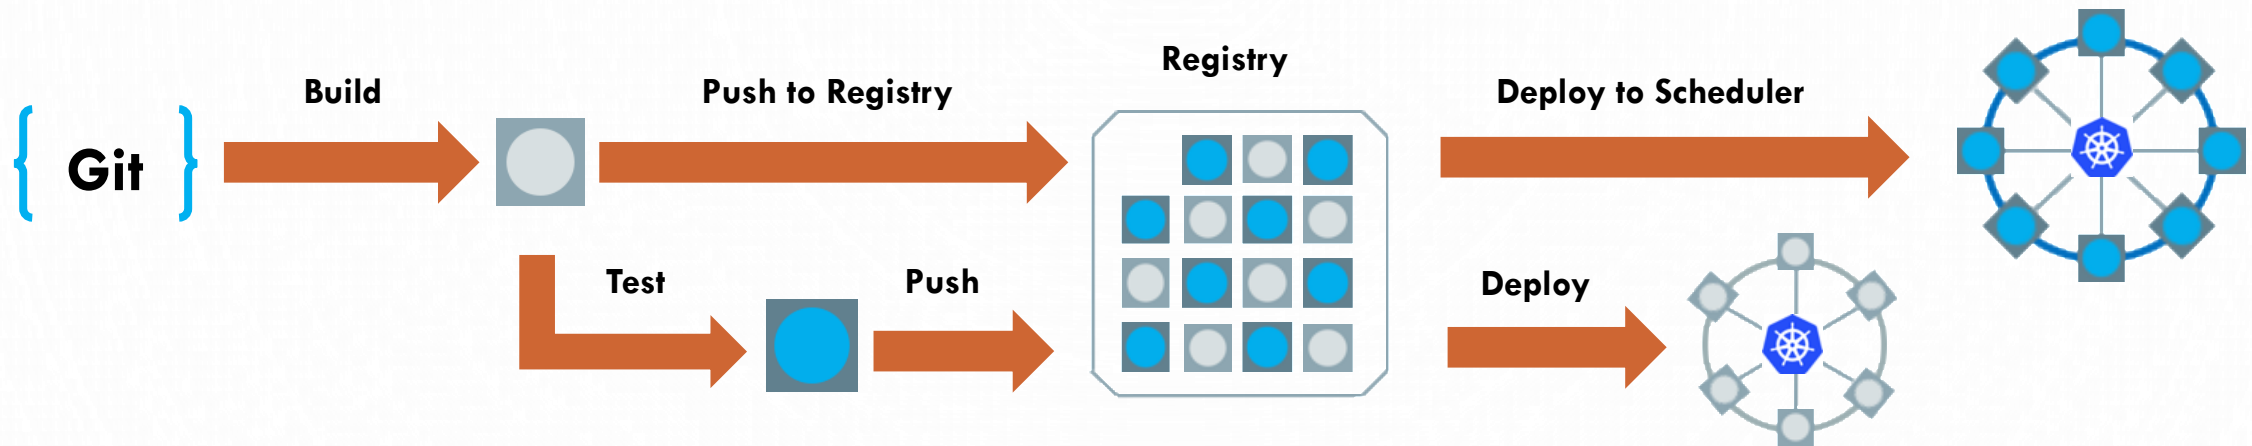 { Git }
Build
Push to Registry
Registry
Deploy to Scheduler
Test
Push
Deploy